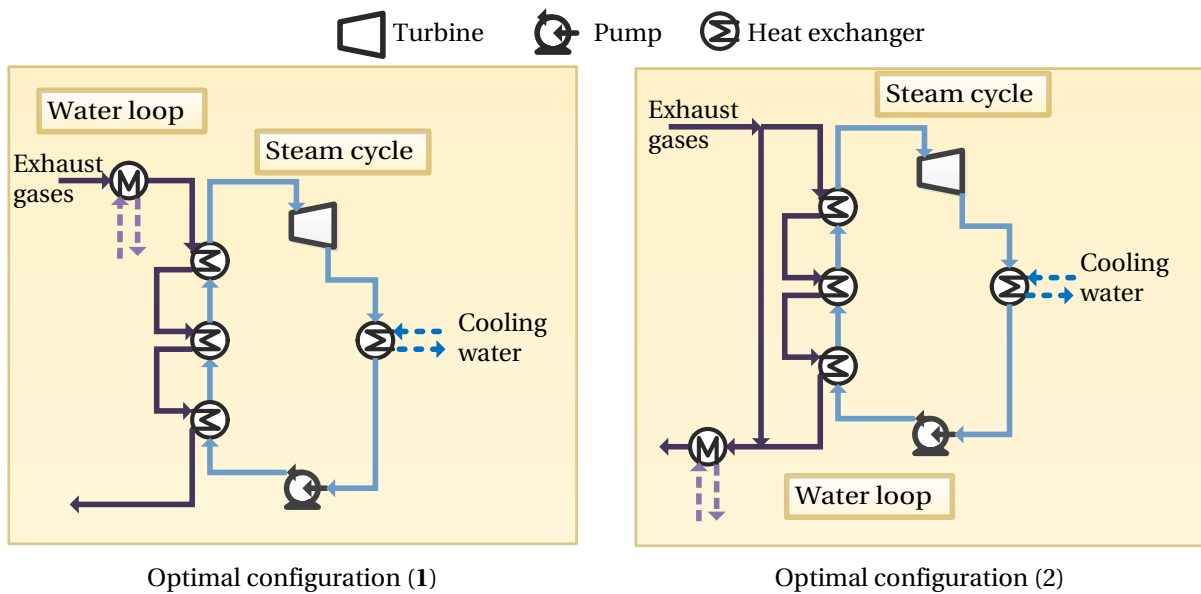 Turbine
Pump
Heat exchanger
Water loop
Steam cycle
Exhaust
gases
Cooling
water
Optimal configuration (1)
Steam cycle
Exhaust
gases
Cooling
water
Water loop
Optimal configuration (2)